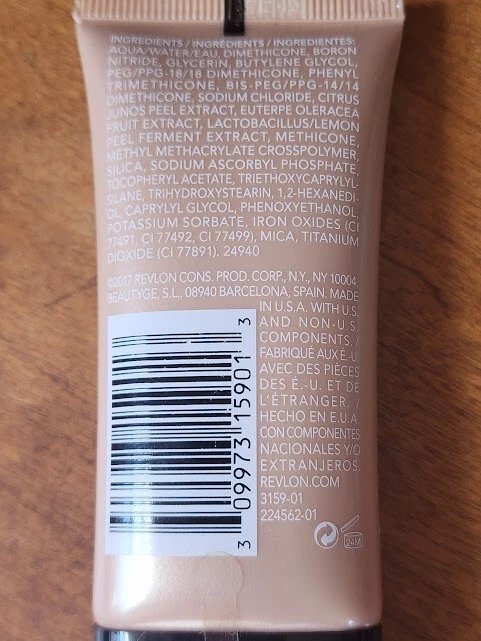 INGREDIENTS / INGRÉDIENTS / INGREDIENTES:
AQUA/WATER/EAU, DIMETHICONE, BORON
NITRIDE, GLYCERIN, BUTYLENE GLYCOL,
PEG/PPG-18/18 DIMETHICONE, PHENYL
TRIMETHICONE, BIS-PEG/PPG-14/14
DIMETHICONE, SODIUM CHLORIDE, CITRUS
JUNOS PEEL EXTRACT, EUTERPE OLERACEA
FRUIT EXTRACT, LACTOBACILLUS/LEMON
PEEL FERMENT EXTRACT, METHICONE,
METHYL METHACRYLATE CROSSPOLYMER,
SILICA, SODIUM ASCORBYL PHOSPHATE,
TOCOPHERYL ACETATE, TRIETHOXYCAPRYLYL-
SILANE, TRIHYDROXYSTEARIN, 1,2-HEXANEDI-
OL, CAPRYLYL GLYCOL, PHENOXYETHANOL,
POTASSIUM SORBATE, IRON OXIDES (CI
77491, CI 77492, CI 77499), MICA, TITANIUM
DIOXIDE (CI 77891). 24940
©2017 REVLON CONS. PROD. CORP., N.Y., NY 10004
BEAUTYGE, S.L., 08940 BARCELONA, SPAIN. MADE
IN U.S.A. WITH U.S.
AND NON-U.S.
COMPONENTS. /
FABRIQUÉ AUX É.-U.
AVEC DES PIÈCES
DES É.-U. ET DE
L'ÉTRANGER. /
HECHO EN E.U.A.
CON COMPONENTES
NACIONALES Y/O
EXTRANJEROS.
REVLON.COM
3159-01
224562-01
24M
3 09973 15901 3